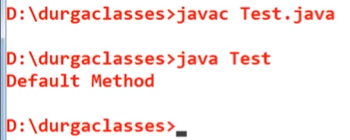 D:\durgaclasses>javac Test.java
D:\durgaclasses>java Test
Default Method
D:\durgaclasses>_